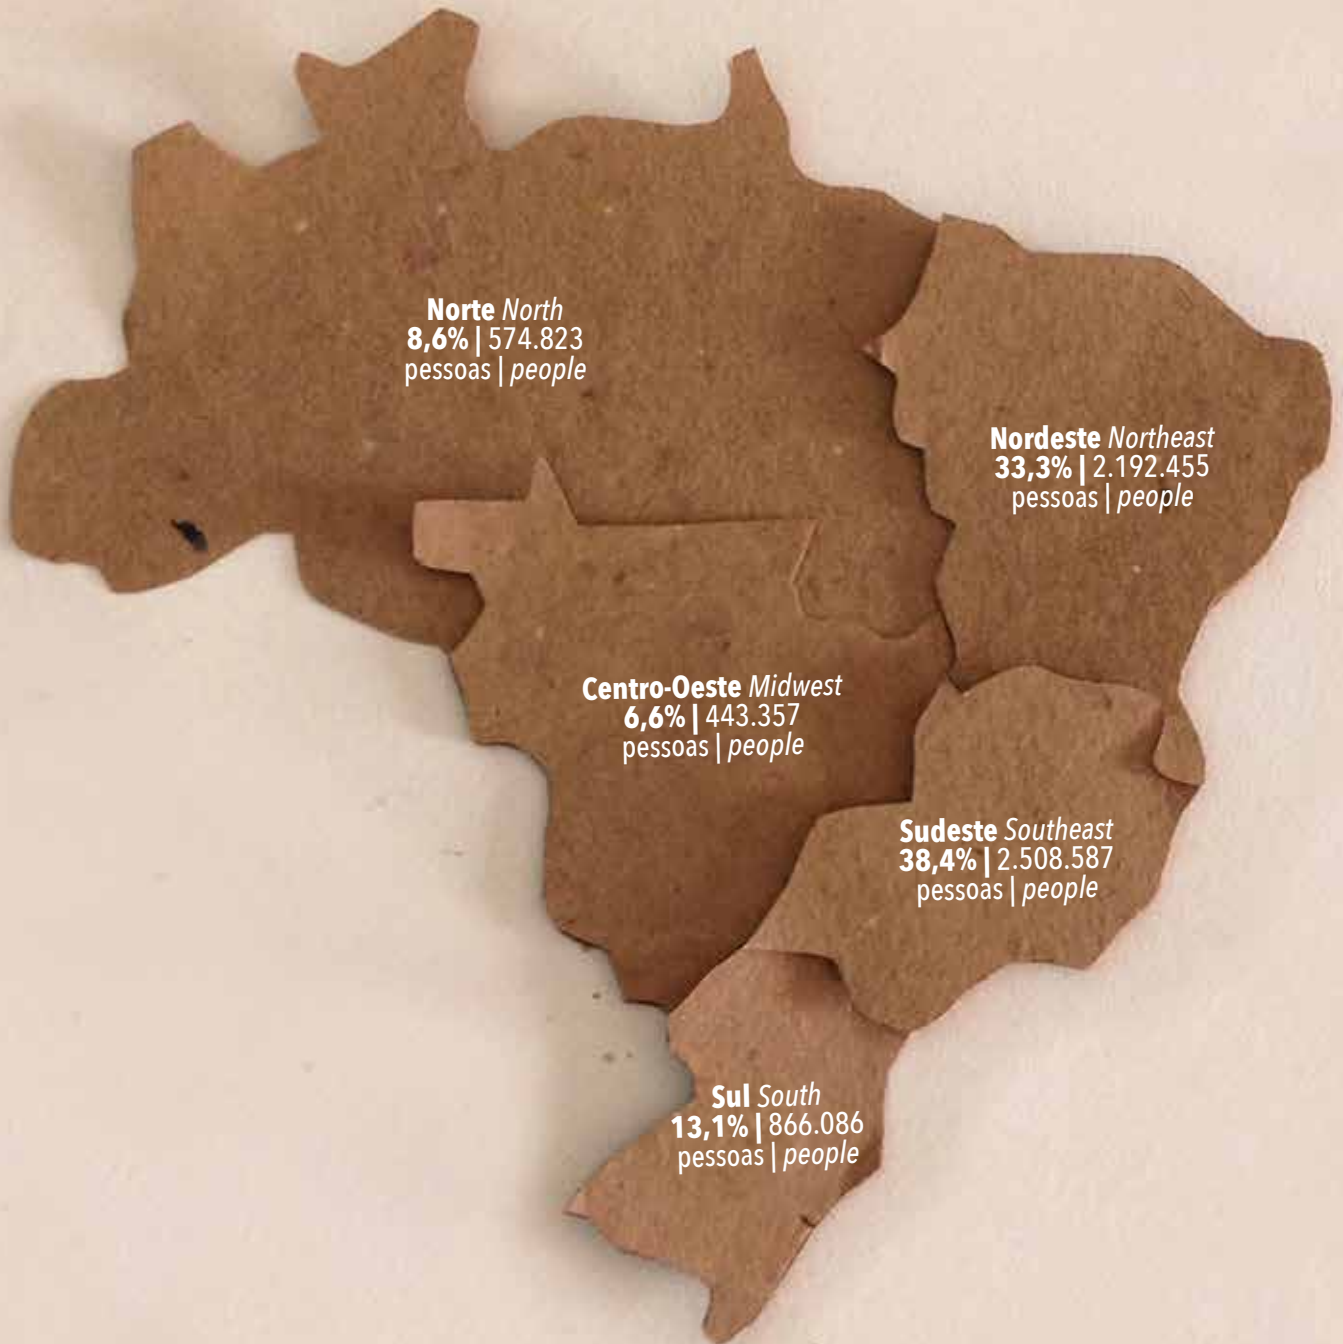 Norte North
8,6% | 574.823
pessoas | people
Nordeste Northeast
33,3% | 2.192.455
pessoas | people
Centro-Oeste Midwest
6,6% | 443.357
pessoas | people
Sudeste Southeast
38,4% | 2.508.587
pessoas | people
Sul South
13,1% | 866.086
pessoas | people